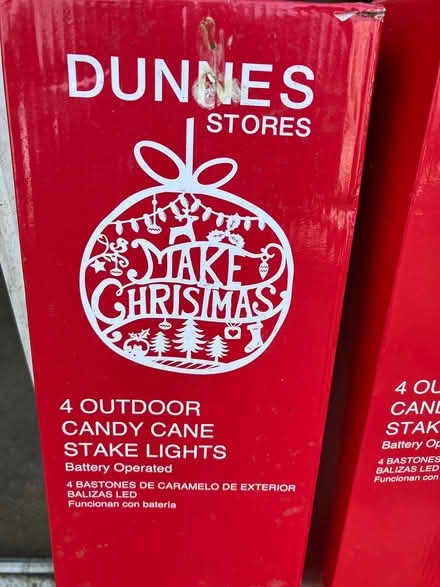 DUNNES
STORES
MAKE
CHRISTMAS
4 OUTDOOR
CANDY CANE
STAKE LIGHTS
Battery Operated
4 BASTONES DE CARAMELO DE EXTERIOR
BALIZAS LED
Funcionan con batería
4 OU
CAN
STAK
Battery Op
4 BASTONES
BALIZAS LED
Funcionan con